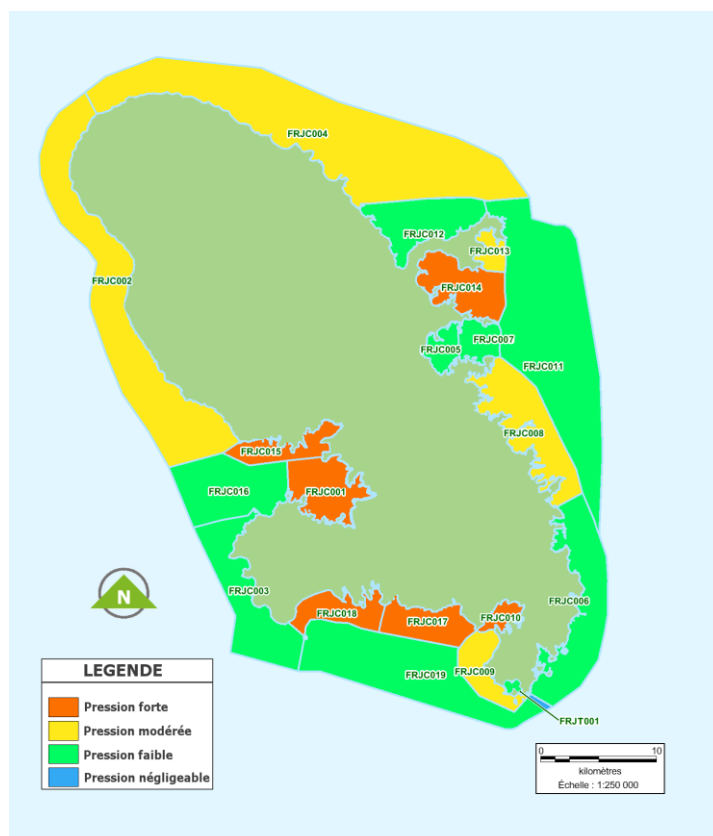 FRJC004
FRJC012
FRJC013
FRJC002
FRJC014
FRJC007
FRJC005
FRJC011
FRJC008
FRJC015
FRJC016
FRJC001
FRJC003
FRJC006
FRJC018
FRJC017
FRJC010
FRJC019
FRJC009
FRJT001
N
LEGENDE
Pression forte
Pression modérée
Pression faible
Pression négligeable
0 10
kilomètres
Échelle : 1:250 000